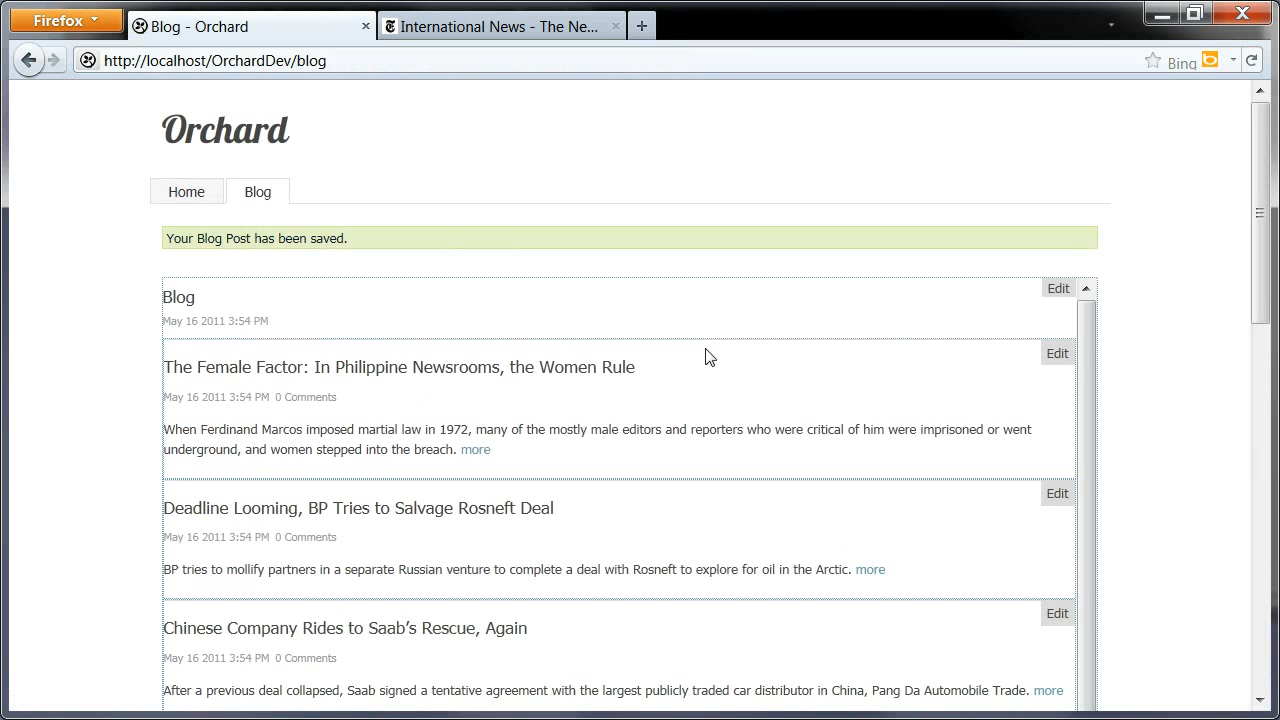 Firefox
Blog - Orchard
International News - The Ne...
http://localhost/OrchardDev/blog
Bing
Orchard
Home
Blog
Your Blog Post has been saved.
Blog
Edit
May 16 2011 3:54 PM
The Female Factor: In Philippine Newsrooms, the Women Rule
Edit
May 16 2011 3:54 PM 0 Comments
When Ferdinand Marcos imposed martial law in 1972, many of the mostly male editors and reporters who were critical of him were imprisoned or went
underground, and women stepped into the breach. more
Deadline Looming, BP Tries to Salvage Rosneft Deal
Edit
May 16 2011 3:54 PM 0 Comments
BP tries to mollify partners in a separate Russian venture to complete a deal with Rosneft to explore for oil in the Arctic. more
Chinese Company Rides to Saab’s Rescue, Again
Edit
May 16 2011 3:54 PM 0 Comments
After a previous deal collapsed, Saab signed a tentative agreement with the largest publicly traded car distributor in China, Pang Da Automobile Trade. more